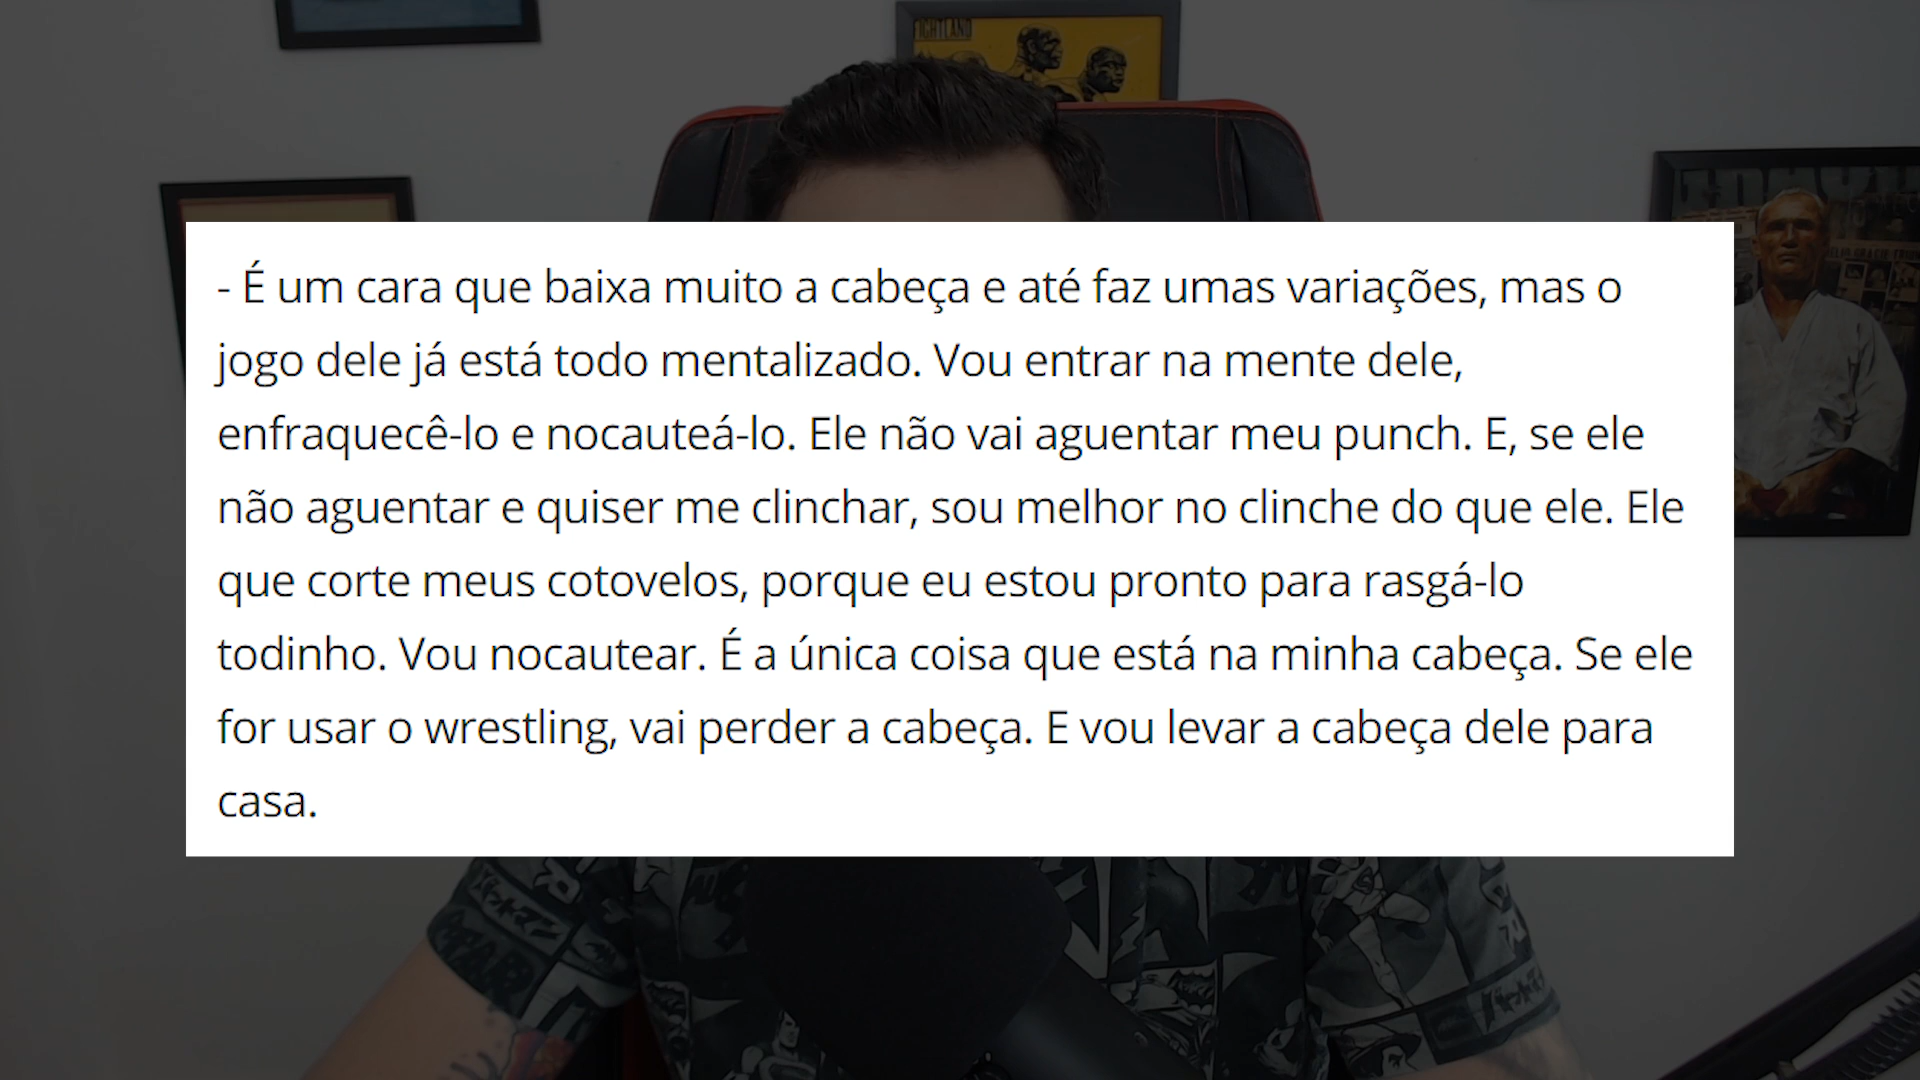 FIGHTLAND
- É um cara que baixa muito a cabeça e até faz umas variações, mas o
jogo dele já está todo mentalizado. Vou entrar na mente dele,
enfraquecê-lo e nocauteá-lo. Ele não vai aguentar meu punch. E, se ele
não aguentar e quiser me clinchar, sou melhor no clinche do que ele. Ele
que corte meus cotovelos, porque eu estou pronto para rasgá-lo
todinho. Vou nocautear. É a única coisa que está na minha cabeça. Se ele
for usar o wrestling, vai perder a cabeça. E vou levar a cabeça dele para
casa.